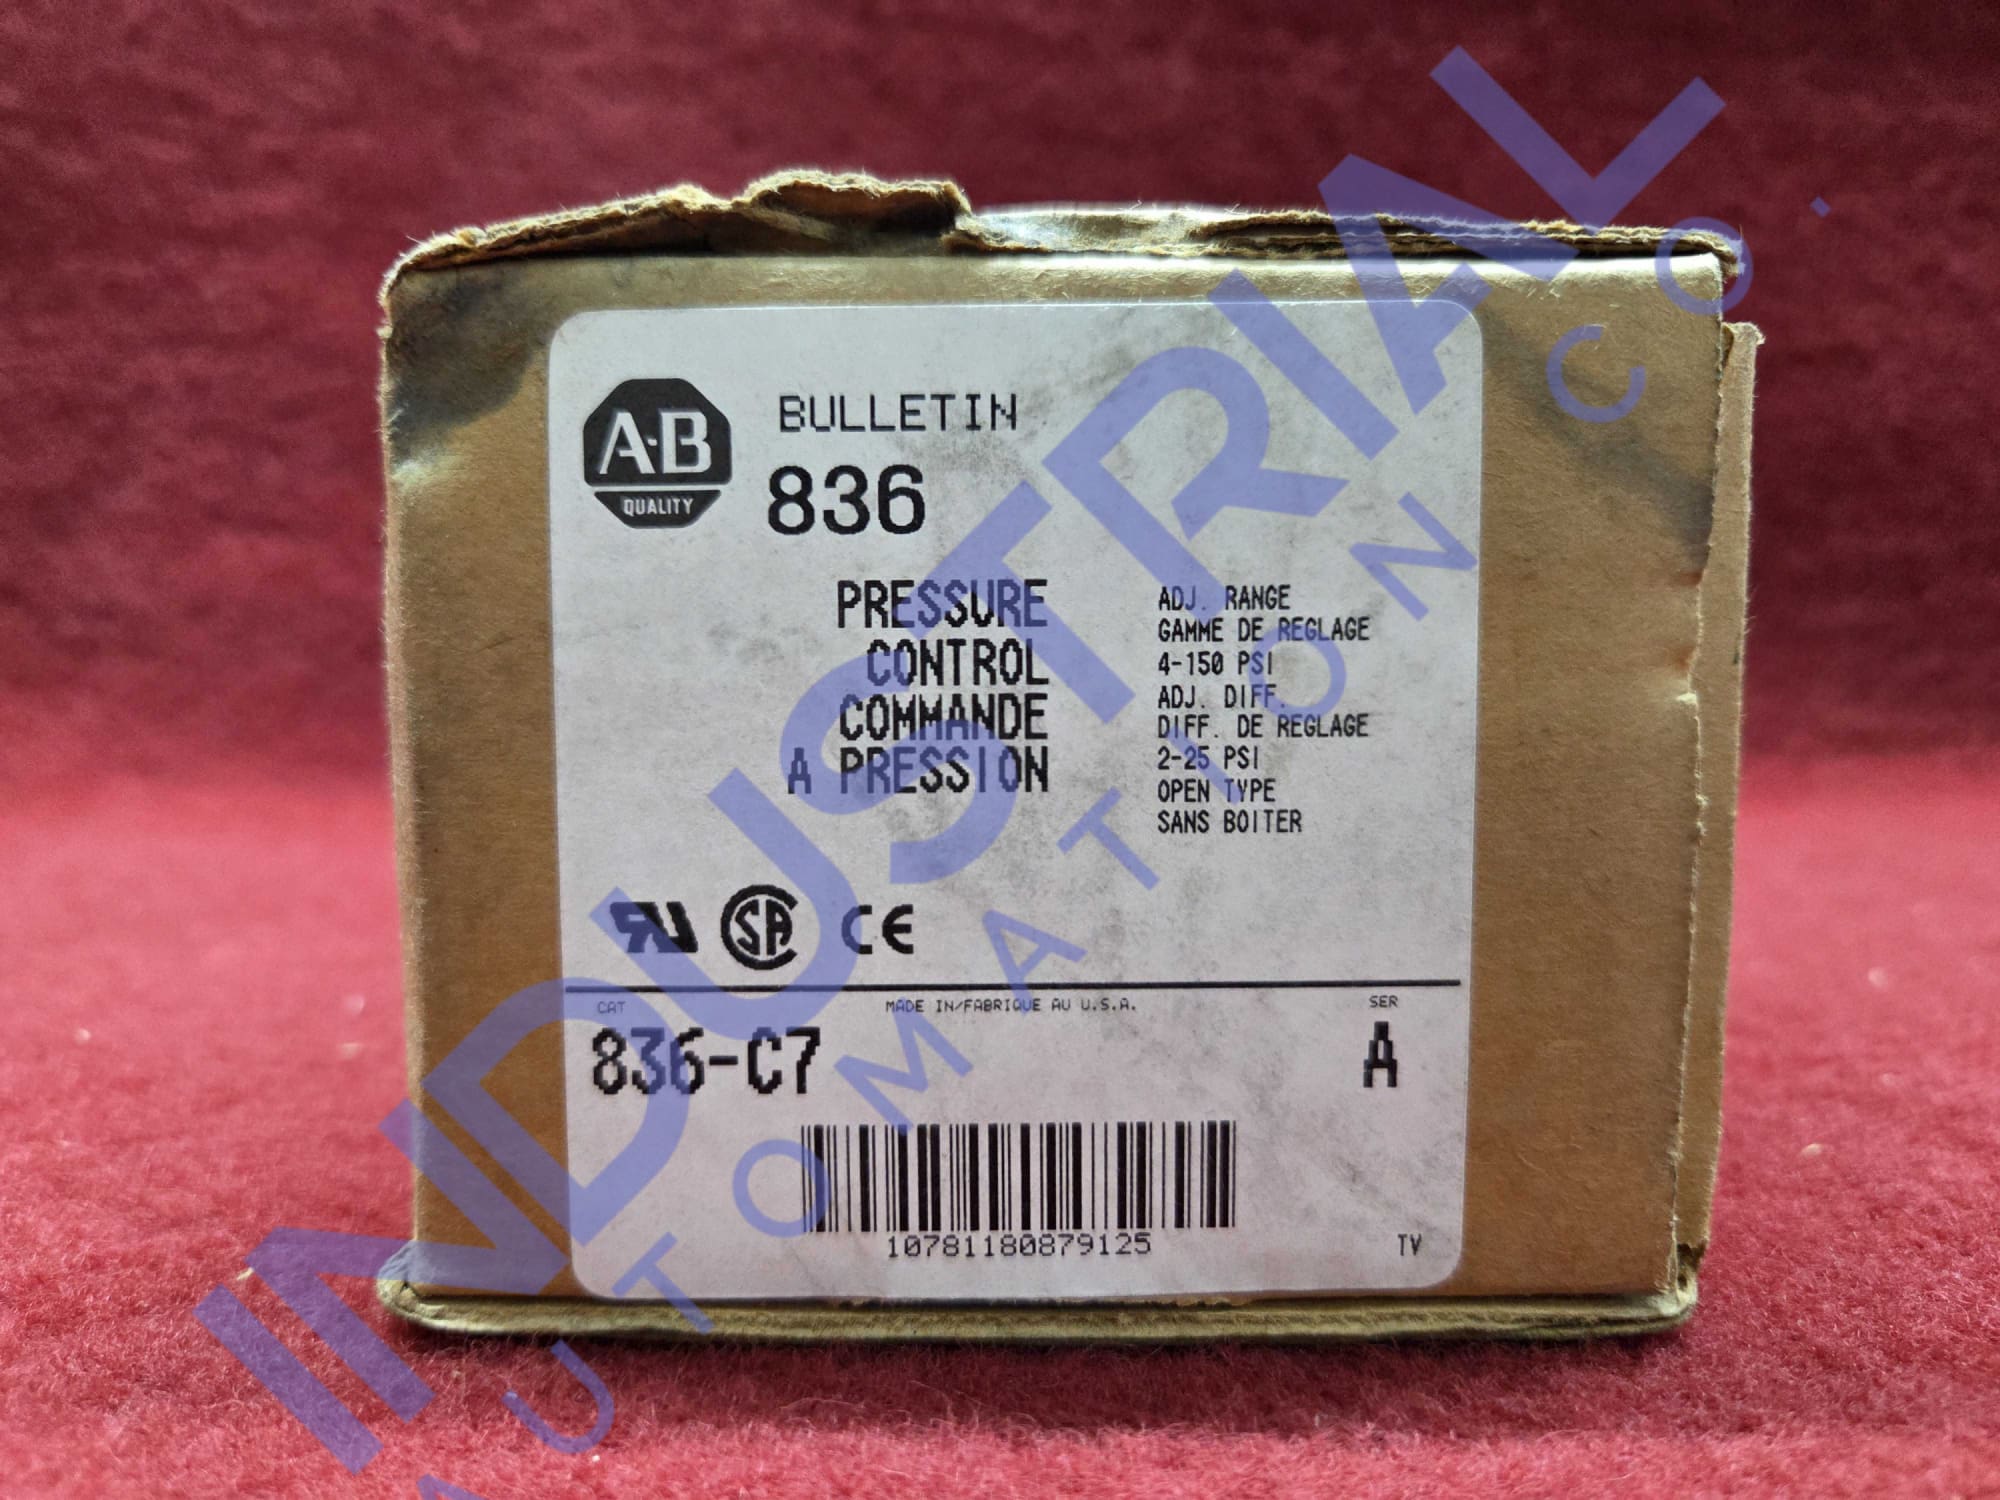 A-B
QUALITY
BULLETIN
836
PRESSURE
CONTROL
COMMANDE
A PRESSION
ADJ. RANGE
GAMME DE REGLAGE
4-150 PSI
ADJ. DIFF.
DIFF. DE REGLAGE
2-25 PSI
OPEN TYPE
SANS BOITER
SA
CE
CAT
MADE IN/FABRIQUE AU U.S.A.
SER
836-C7
A
10781180879125
TV
INDUSTRIAL
AUTOMATION CO.